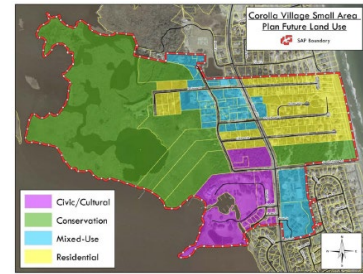 Corolla Village Small Area
Plan Future Land Use
SAP Boundary
Civic/Cultural
Conservation
Mixed-Use
Residential